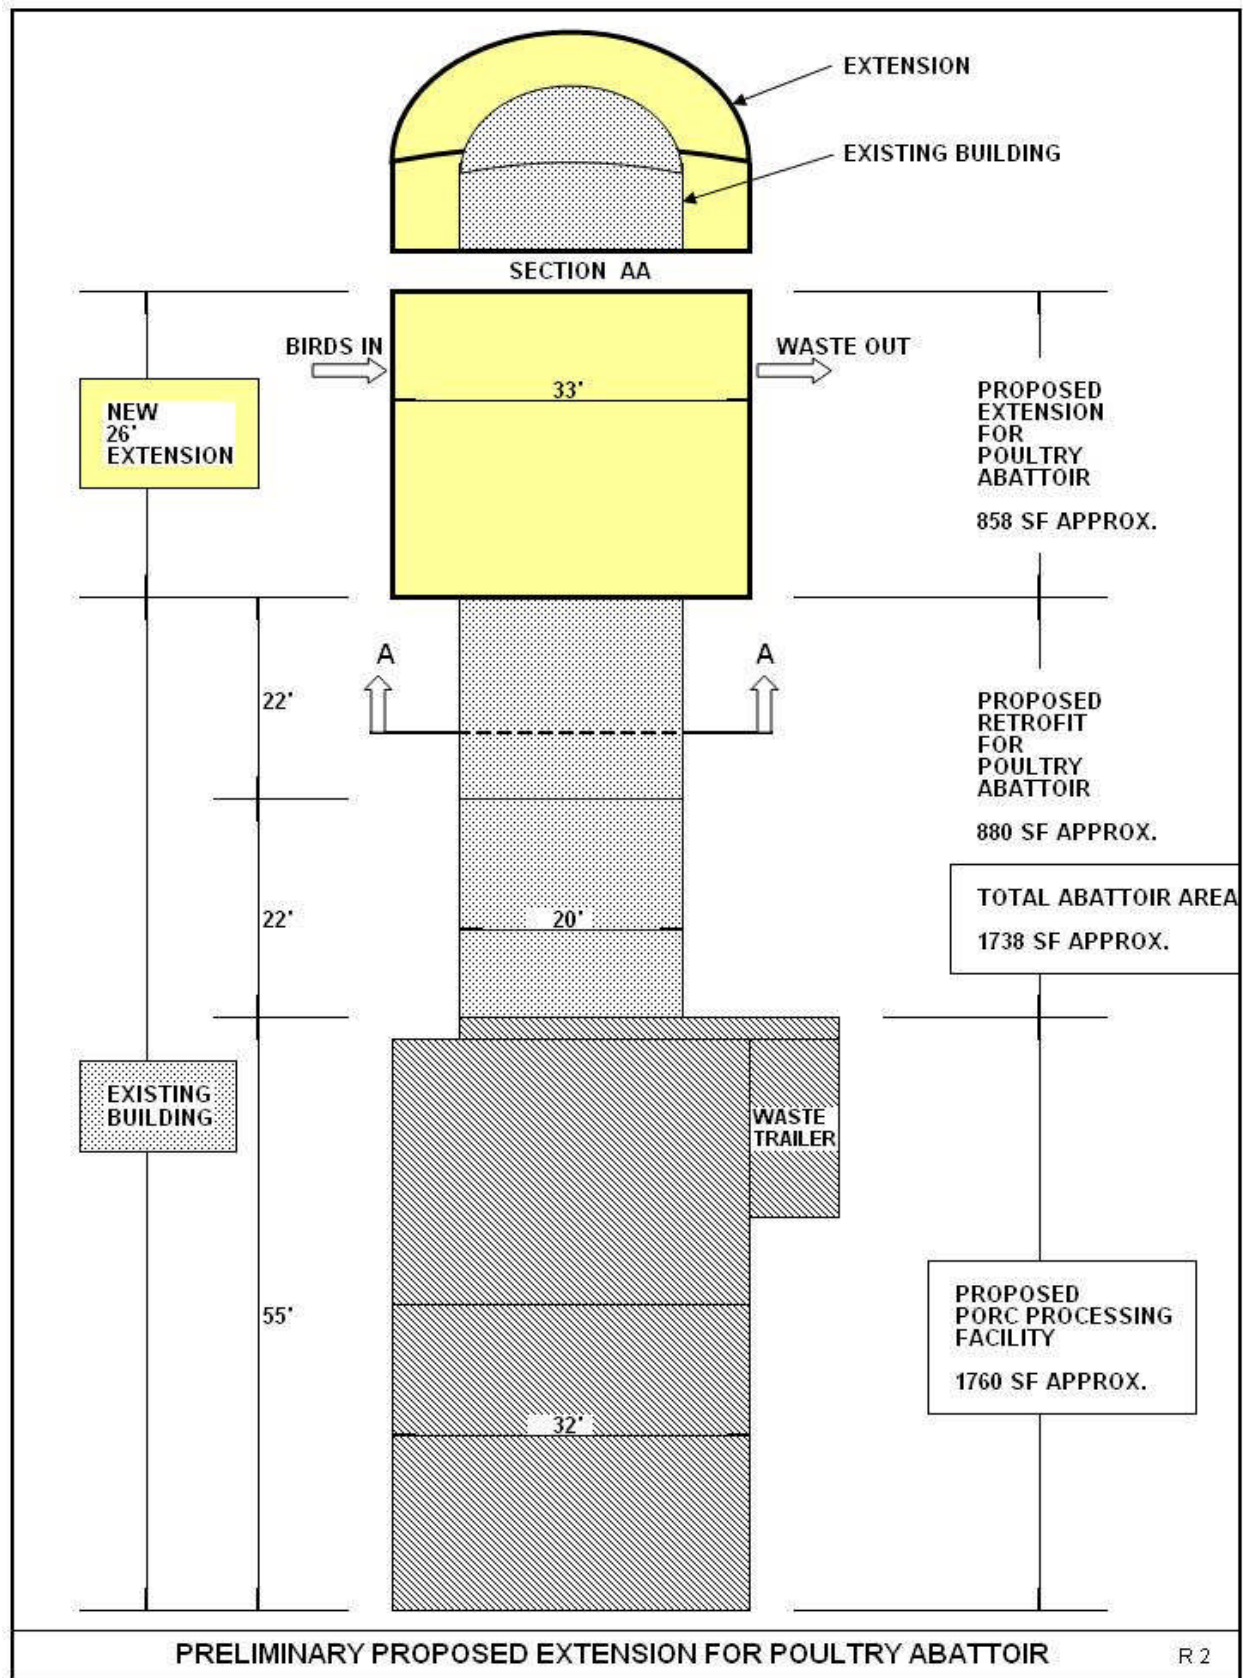 EXTENSION
EXISTING BUILDING
SECTION AA
BIRDS IN
WASTE OUT
33'
NEW
26'
EXTENSION
PROPOSED
EXTENSION
FOR
POULTRY
ABATTOIR
858 SF APPROX.
A
A
22'
PROPOSED
RETROFIT
FOR
POULTRY
ABATTOIR
880 SF APPROX.
TOTAL ABATTOIR AREA
1738 SF APPROX.
22'
20'
EXISTING
BUILDING
WASTE
TRAILER
55'
PROPOSED
PORC PROCESSING
FACILITY
1760 SF APPROX.
32'
PRELIMINARY PROPOSED EXTENSION FOR POULTRY ABATTOIR
R 2